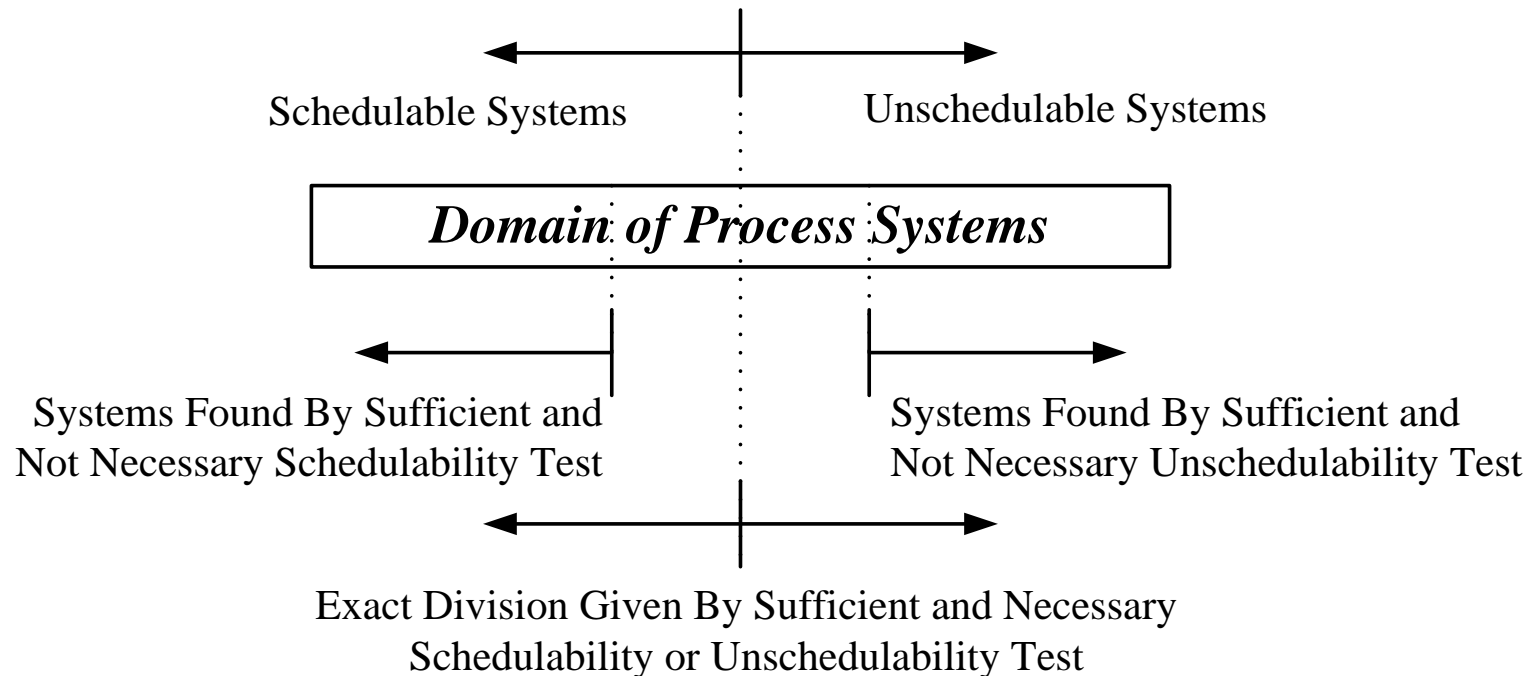 Schedulable Systems
Unschedulable Systems
Domain of Process Systems
Systems Found By Sufficient and
Not Necessary Schedulability Test
Systems Found By Sufficient and
Not Necessary Unschedulability Test
Exact Division Given By Sufficient and Necessary
Schedulability or Unschedulability Test